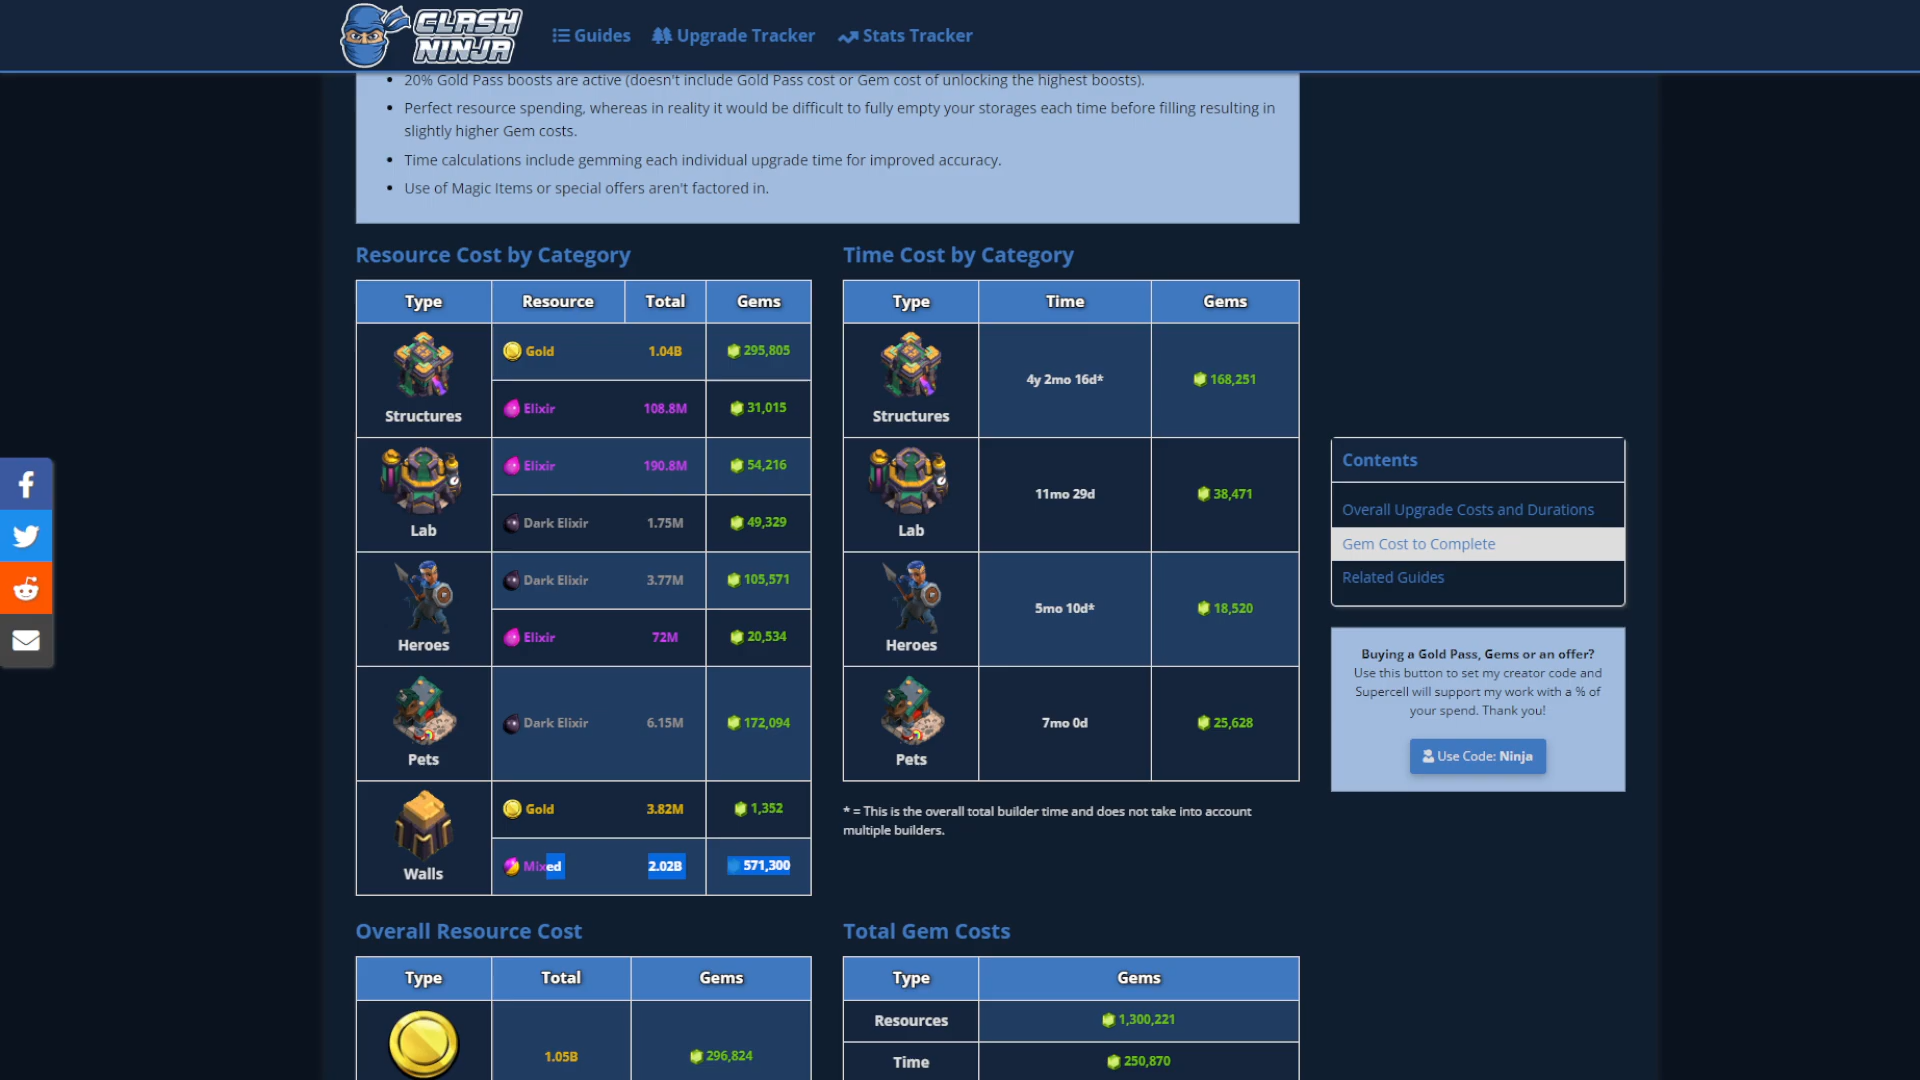 CLASH
NINJA
Guides
Upgrade Tracker
Stats Tracker
20% Gold Pass boosts are active (doesn't include Gold Pass cost or Gem cost of unlocking the highest boosts).
Perfect resource spending, whereas in reality it would be difficult to fully empty your storages each time before filling resulting in
slightly higher Gem costs.
Time calculations include gemming each individual upgrade time for improved accuracy.
Use of Magic Items or special offers aren't factored in.
Resource Cost by Category
Type Resource Total Gems
Structures
Gold 1.04B 295,805
Elixir 108.8M 31,015
Lab
Elixir 190.8M 54,216
Dark Elixir 1.75M 49,329
Heroes
Dark Elixir 3.77M 105,571
Elixir 72M 20,534
Pets
Dark Elixir 6.15M 172,094
Walls
Gold 3.82M 1,352
Mixed 2.02B 571,300
Time Cost by Category
Type Time Gems
Structures 4y 2mo 16d* 168,251
Lab 11mo 29d 38,471
Heroes 5mo 10d* 18,520
Pets 7mo 0d 25,628
* = This is the overall total builder time and does not take into account
multiple builders.
Contents
Overall Upgrade Costs and Durations
Gem Cost to Complete
Related Guides
Buying a Gold Pass, Gems or an offer?
Use this button to set my creator code and
Supercell will support my work with a % of
your spend. Thank you!
Use Code: Ninja
Overall Resource Cost
Type Total Gems
1.05B 296,824
Total Gem Costs
Type Gems
Resources 1,300,221
Time 250,870